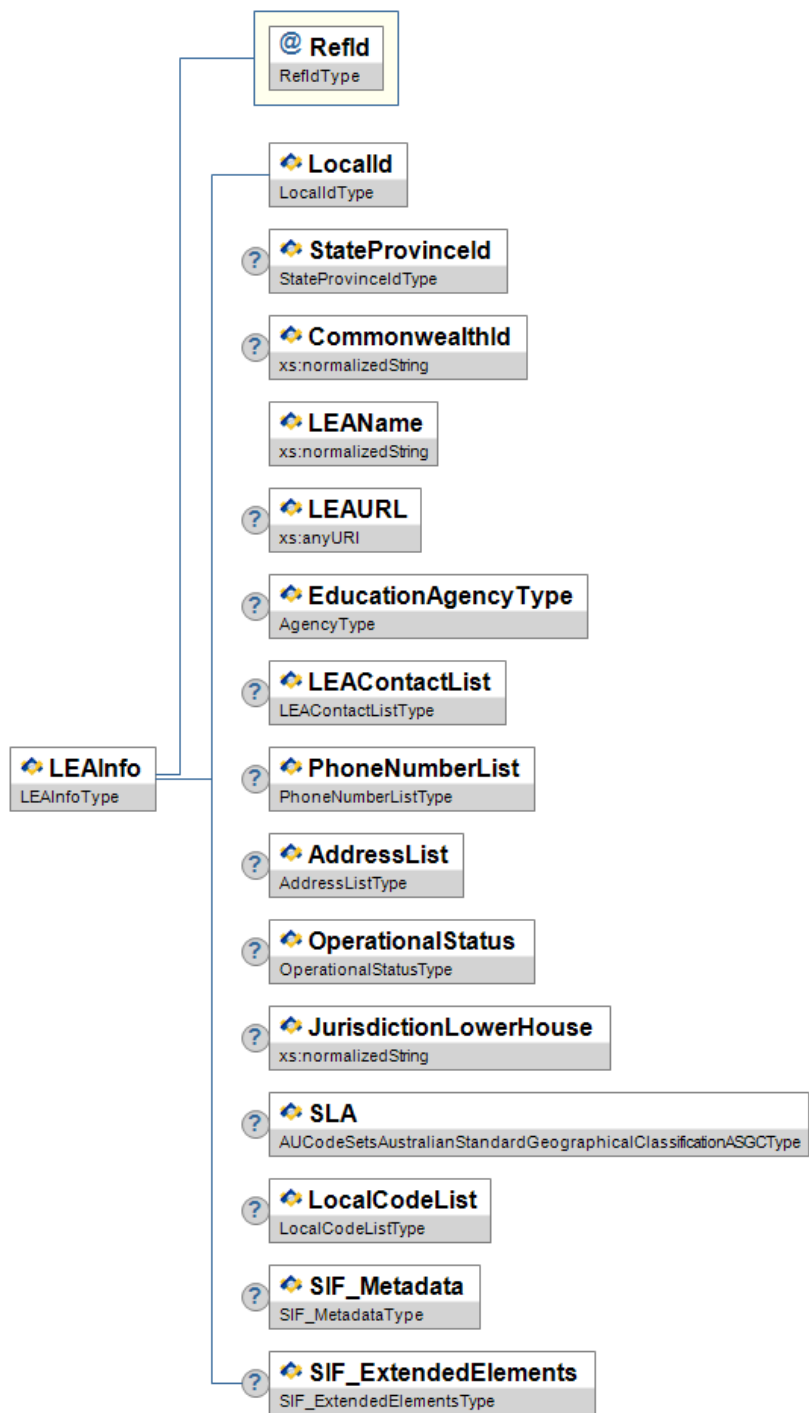 @ RefId
RefIdType
LocalId
LocalIdType
? StateProvinceId
StateProvinceIdType
? CommonwealthId
xs:normalizedString
LEAName
xs:normalizedString
? LEAURL
xs:anyURI
? EducationAgencyType
AgencyType
? LEAContactList
LEAContactListType
LEAInfo
LEAInfoType
? PhoneNumberList
PhoneNumberListType
? AddressList
AddressListType
? OperationalStatus
OperationalStatusType
? JurisdictionLowerHouse
xs:normalizedString
? SLA
AUCodeSetsAustralianStandardGeographicalClassificationASGCType
? LocalCodeList
LocalCodeListType
? SIF_Metadata
SIF_MetadataType
? SIF_ExtendedElements
SIF_ExtendedElementsType